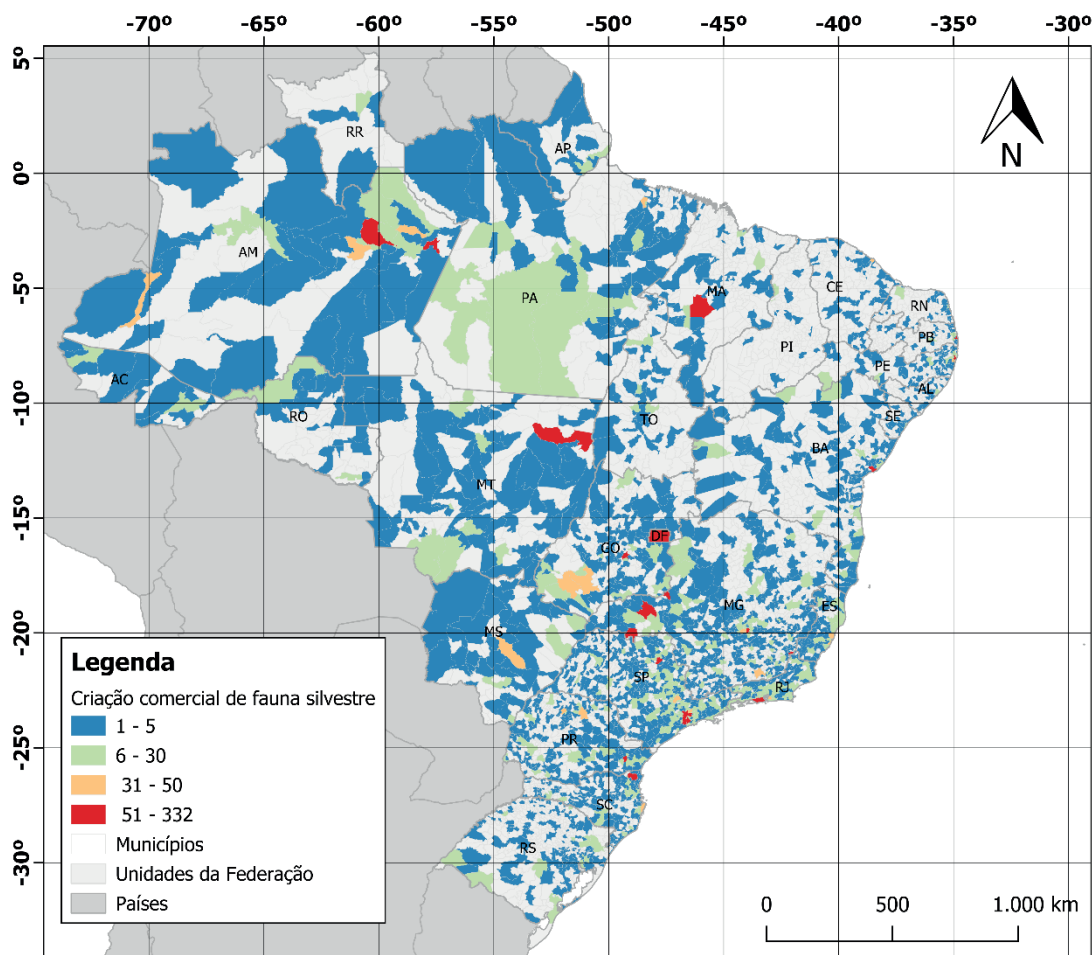 -70º -65º -60º -55º -50º -45º -40º -35º -30º
5º
0º
-5º
-10º
-15º
-20º
-25º
-30º
N
RR
AP
AM
PA
MA
CE
RN
PB
PI
PE
AL
AC
RO
TO
SE
BA
MT
DF
GO
MG
ES
MS
SP
RJ
PR
SC
RS
Legenda
Criação comercial de fauna silvestre
1 - 5
6 - 30
31 - 50
51 - 332
Municípios
Unidades da Federação
Países
0 500 1.000 km